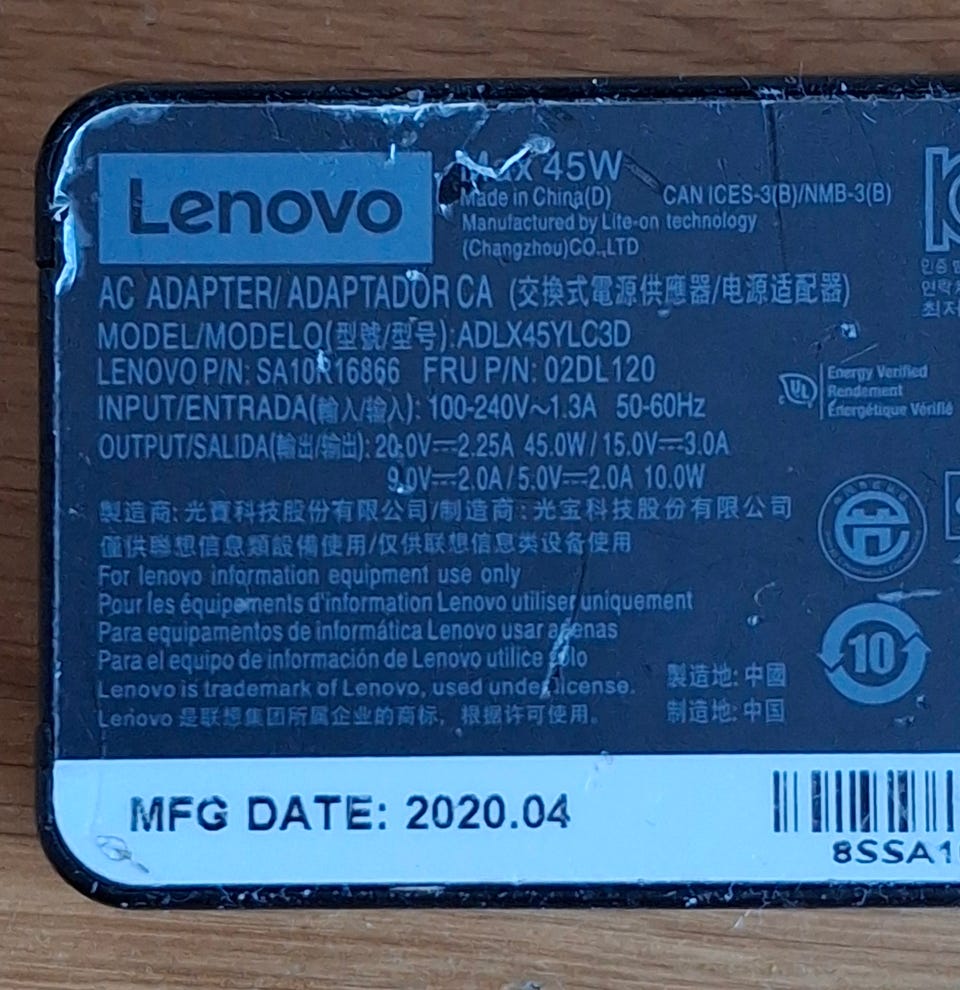 Lenovo
Max 45W
Made in China(D) CAN ICES-3(B)/NMB-3(B)
Manufactured by Lite-on technology
(Changzhou)CO.,LTD
AC ADAPTER/ADAPTADOR CA (交換式電源供應器/电源适配器)
MODEL/MODELO(型號/型号):ADLX45YLC3D
LENOVO P/N: SA10R16866 FRU P/N: 02DL120
INPUT/ENTRADA(輸入/输入): 100-240V~1.3A 50-60Hz
OUTPUT/SALIDA(輸出/输出): 20.0V⎓2.25A 45.0W / 15.0V⎓3.0A
9.0V⎓2.0A / 5.0V⎓2.0A 10.0W
UL
Energy Verified
Rendement
Énergétique Vérifié
製造商: 光寶科技股份有限公司/制造商: 光宝科技股份有限公司
僅供聯想信息類設備使用/仅供联想信息类设备使用
For lenovo information equipment use only
Pour les équipements d'information Lenovo utiliser uniquement
Para equipamentos de informática Lenovo usar apenas
Para el equipo de información de Lenovo utilice solo
Lenovo is trademark of Lenovo, used under license.
Lenovo 是联想集团所属企业的商标，根据许可使用。
製造地: 中國
制造地: 中国
10
MFG DATE: 2020.04
8SSA1